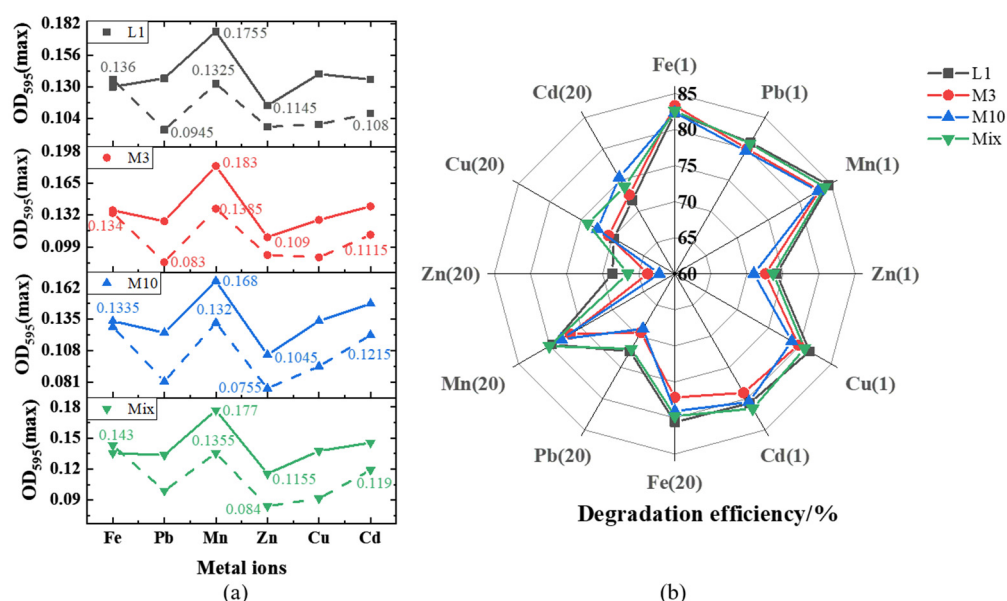 OD595(max)
0.182
0.156
0.130
0.104
L1
0.136
0.0945
0.1755
0.1325
0.1145
0.108
OD595(max)
0.198
0.165
0.132
0.099
M3
0.134
0.083
0.183
0.1385
0.109
0.1115
OD595(max)
0.162
0.135
0.108
0.081
M10
0.1335
0.168
0.132
0.1045
0.0755
0.1215
OD595(max)
0.18
0.15
0.12
0.09
Mix
0.143
0.177
0.1355
0.1155
0.084
0.119
Fe Pb Mn Zn Cu Cd
Metal ions
(a)
Fe(1)
Pb(1)
Mn(1)
Zn(1)
Cu(1)
Cd(1)
Fe(20)
Pb(20)
Mn(20)
Zn(20)
Cu(20)
Cd(20)
85
80
75
70
65
60
L1
M3
M10
Mix
Degradation efficiency/%
(b)